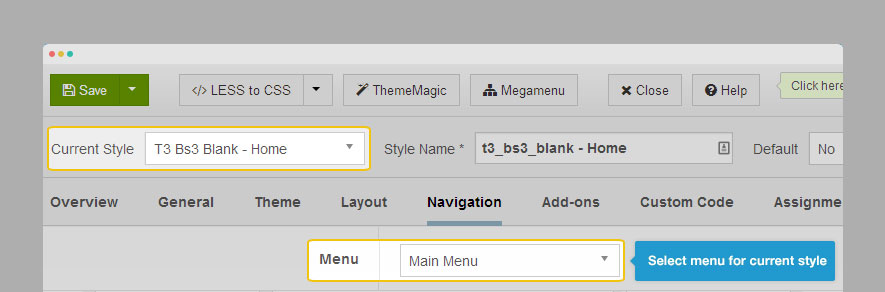 Save </> LESS to CSS ThemeMagic Megamenu Close Help Click here
Current Style T3 Bs3 Blank - Home Style Name * t3_bs3_blank - Home Default No
Overview General Theme Layout Navigation Add-ons Custom Code Assignme
Menu Main Menu Select menu for current style